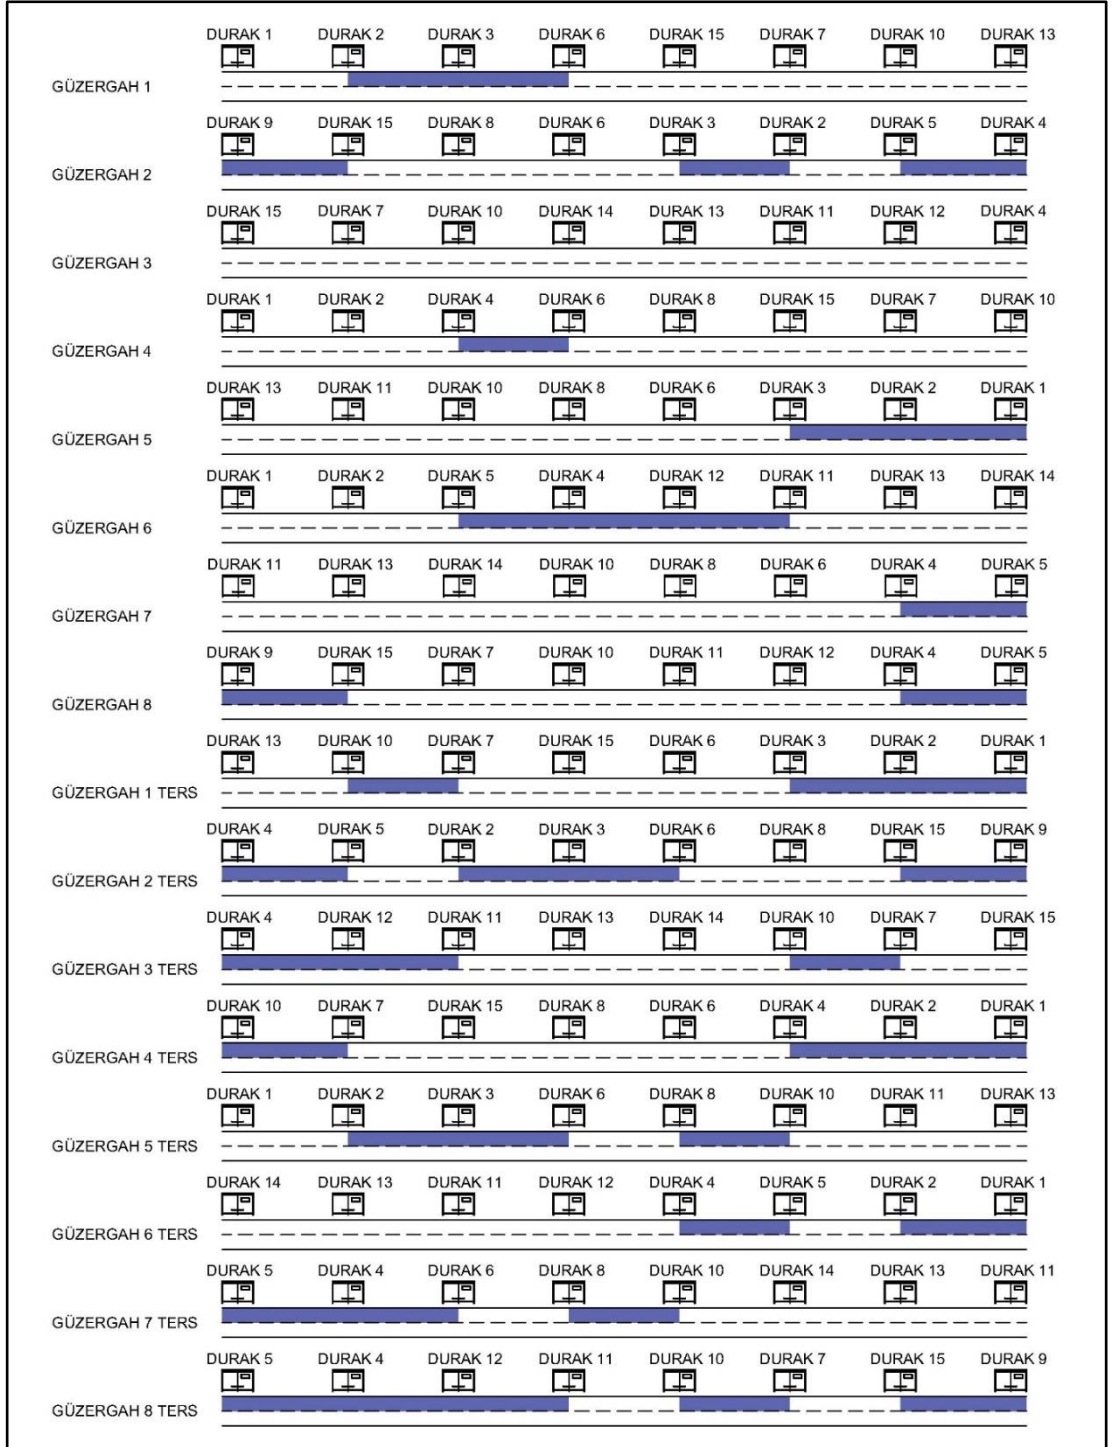 DURAK 1 DURAK 2 DURAK 3 DURAK 6 DURAK 15 DURAK 7 DURAK 10 DURAK 13
GÜZERGAH 1
DURAK 9 DURAK 15 DURAK 8 DURAK 6 DURAK 3 DURAK 2 DURAK 5 DURAK 4
GÜZERGAH 2
DURAK 15 DURAK 7 DURAK 10 DURAK 14 DURAK 13 DURAK 11 DURAK 12 DURAK 4
GÜZERGAH 3
DURAK 1 DURAK 2 DURAK 4 DURAK 6 DURAK 8 DURAK 15 DURAK 7 DURAK 10
GÜZERGAH 4
DURAK 13 DURAK 11 DURAK 10 DURAK 8 DURAK 6 DURAK 3 DURAK 2 DURAK 1
GÜZERGAH 5
DURAK 1 DURAK 2 DURAK 5 DURAK 4 DURAK 12 DURAK 11 DURAK 13 DURAK 14
GÜZERGAH 6
DURAK 11 DURAK 13 DURAK 14 DURAK 10 DURAK 8 DURAK 6 DURAK 4 DURAK 5
GÜZERGAH 7
DURAK 9 DURAK 15 DURAK 7 DURAK 10 DURAK 11 DURAK 12 DURAK 4 DURAK 5
GÜZERGAH 8
DURAK 13 DURAK 10 DURAK 7 DURAK 15 DURAK 6 DURAK 3 DURAK 2 DURAK 1
GÜZERGAH 1 TERS
DURAK 4 DURAK 5 DURAK 2 DURAK 3 DURAK 6 DURAK 8 DURAK 15 DURAK 9
GÜZERGAH 2 TERS
DURAK 4 DURAK 12 DURAK 11 DURAK 13 DURAK 14 DURAK 10 DURAK 7 DURAK 15
GÜZERGAH 3 TERS
DURAK 10 DURAK 7 DURAK 15 DURAK 8 DURAK 6 DURAK 4 DURAK 2 DURAK 1
GÜZERGAH 4 TERS
DURAK 1 DURAK 2 DURAK 3 DURAK 6 DURAK 8 DURAK 10 DURAK 11 DURAK 13
GÜZERGAH 5 TERS
DURAK 14 DURAK 13 DURAK 11 DURAK 12 DURAK 4 DURAK 5 DURAK 2 DURAK 1
GÜZERGAH 6 TERS
DURAK 5 DURAK 4 DURAK 6 DURAK 8 DURAK 10 DURAK 14 DURAK 13 DURAK 11
GÜZERGAH 7 TERS
DURAK 5 DURAK 4 DURAK 12 DURAK 11 DURAK 10 DURAK 7 DURAK 15 DURAK 9
GÜZERGAH 8 TERS